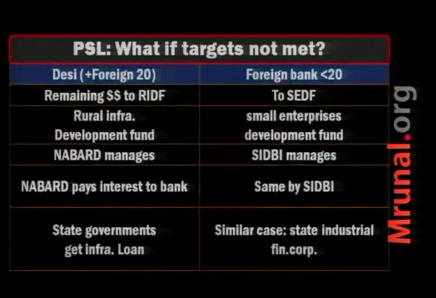 PSL: What if targets not met?
Desi (+Foreign 20) Foreign bank <20
Remaining $$ to RIDF To SEDF
Rural infra. small enterprises
Development fund development fund
NABARD manages SIDBI manages
NABARD pays interest to bank Same by SIDBI
State governments Similar case: state industrial
get infra. Loan fin.corp.
Mrunal.org